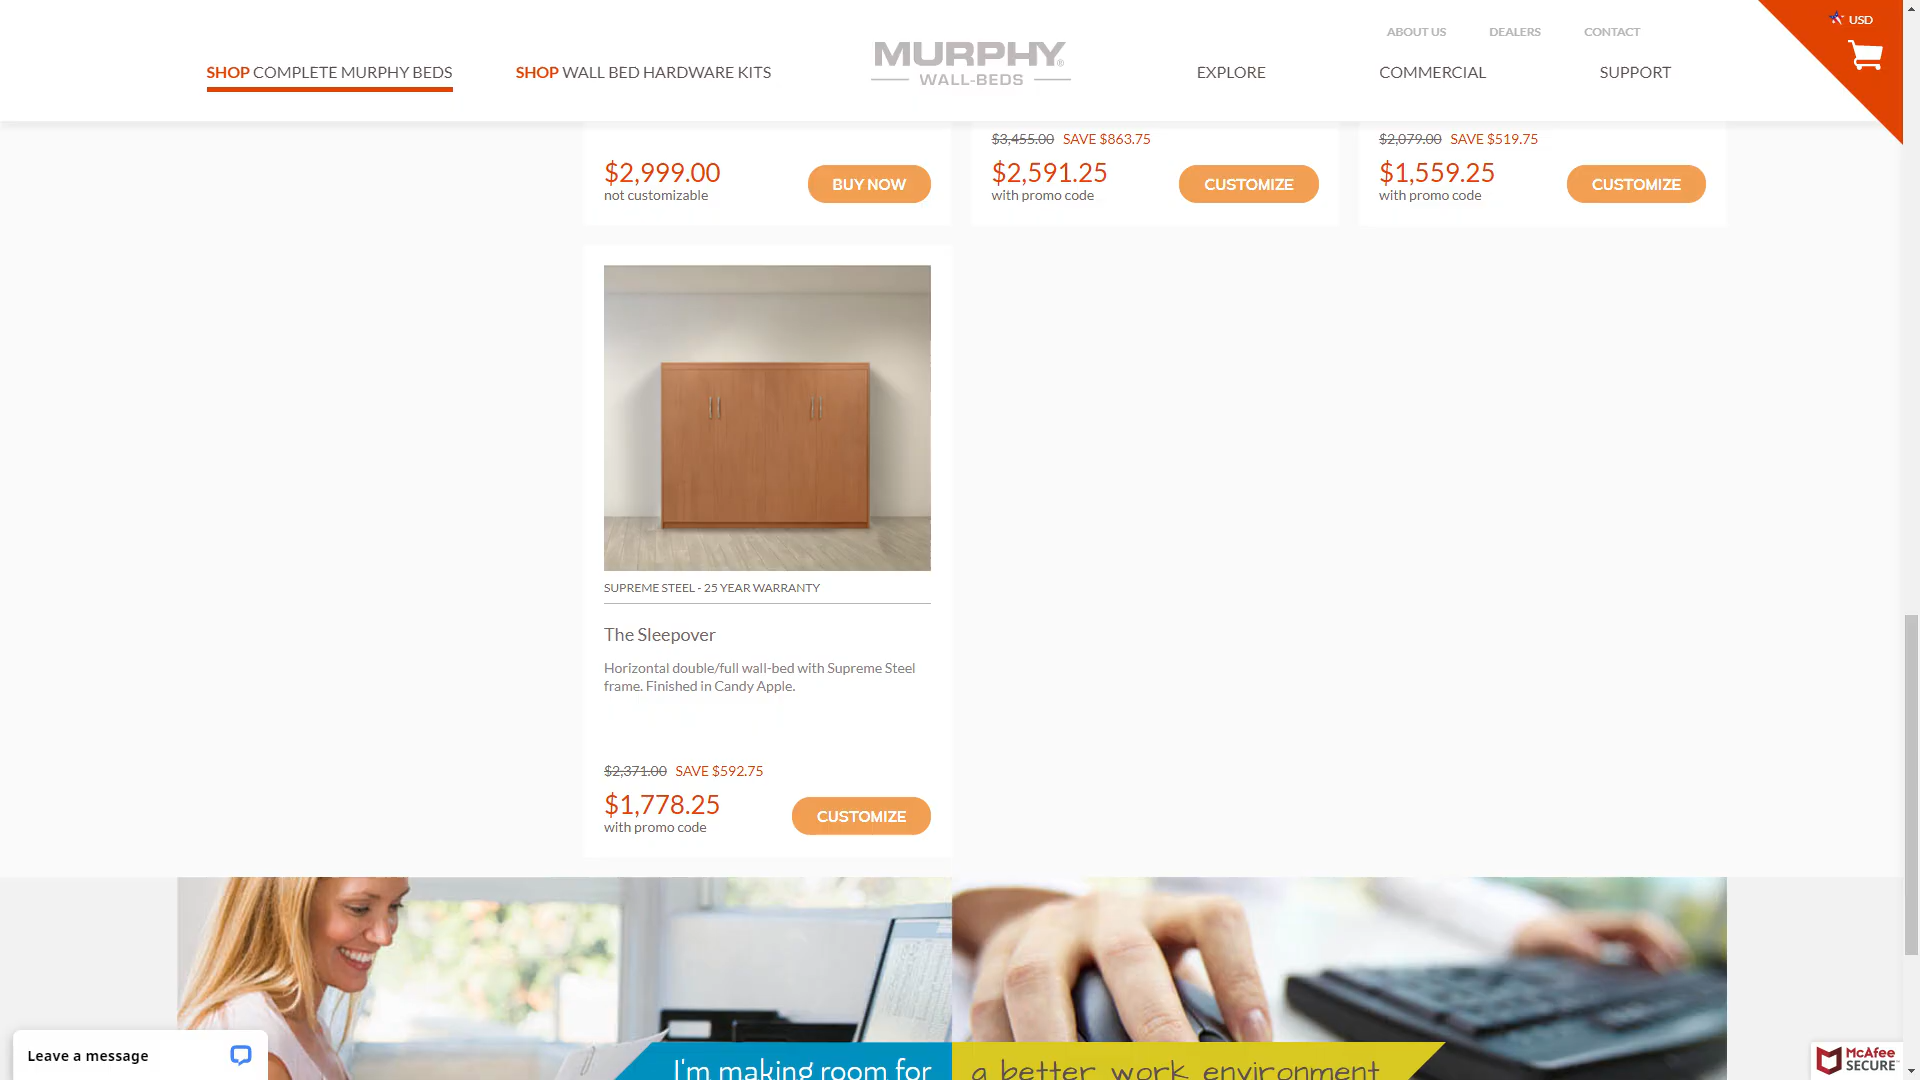 USD
ABOUT US DEALERS CONTACT
SHOP COMPLETE MURPHY BEDS
SHOP WALL BED HARDWARE KITS
MURPHY®
WALL-BEDS
EXPLORE
COMMERCIAL
SUPPORT
$2,999.00
not customizable
BUY NOW
$3,455.00 SAVE $863.75
$2,591.25
with promo code
CUSTOMIZE
$2,079.00 SAVE $519.75
$1,559.25
with promo code
CUSTOMIZE
SUPREME STEEL - 25 YEAR WARRANTY
The Sleepover
Horizontal double/full wall-bed with Supreme Steel
frame. Finished in Candy Apple.
$2,371.00 SAVE $592.75
$1,778.25
with promo code
CUSTOMIZE
I'm making room for
a better work environment
Leave a message
McAfee
SECURE